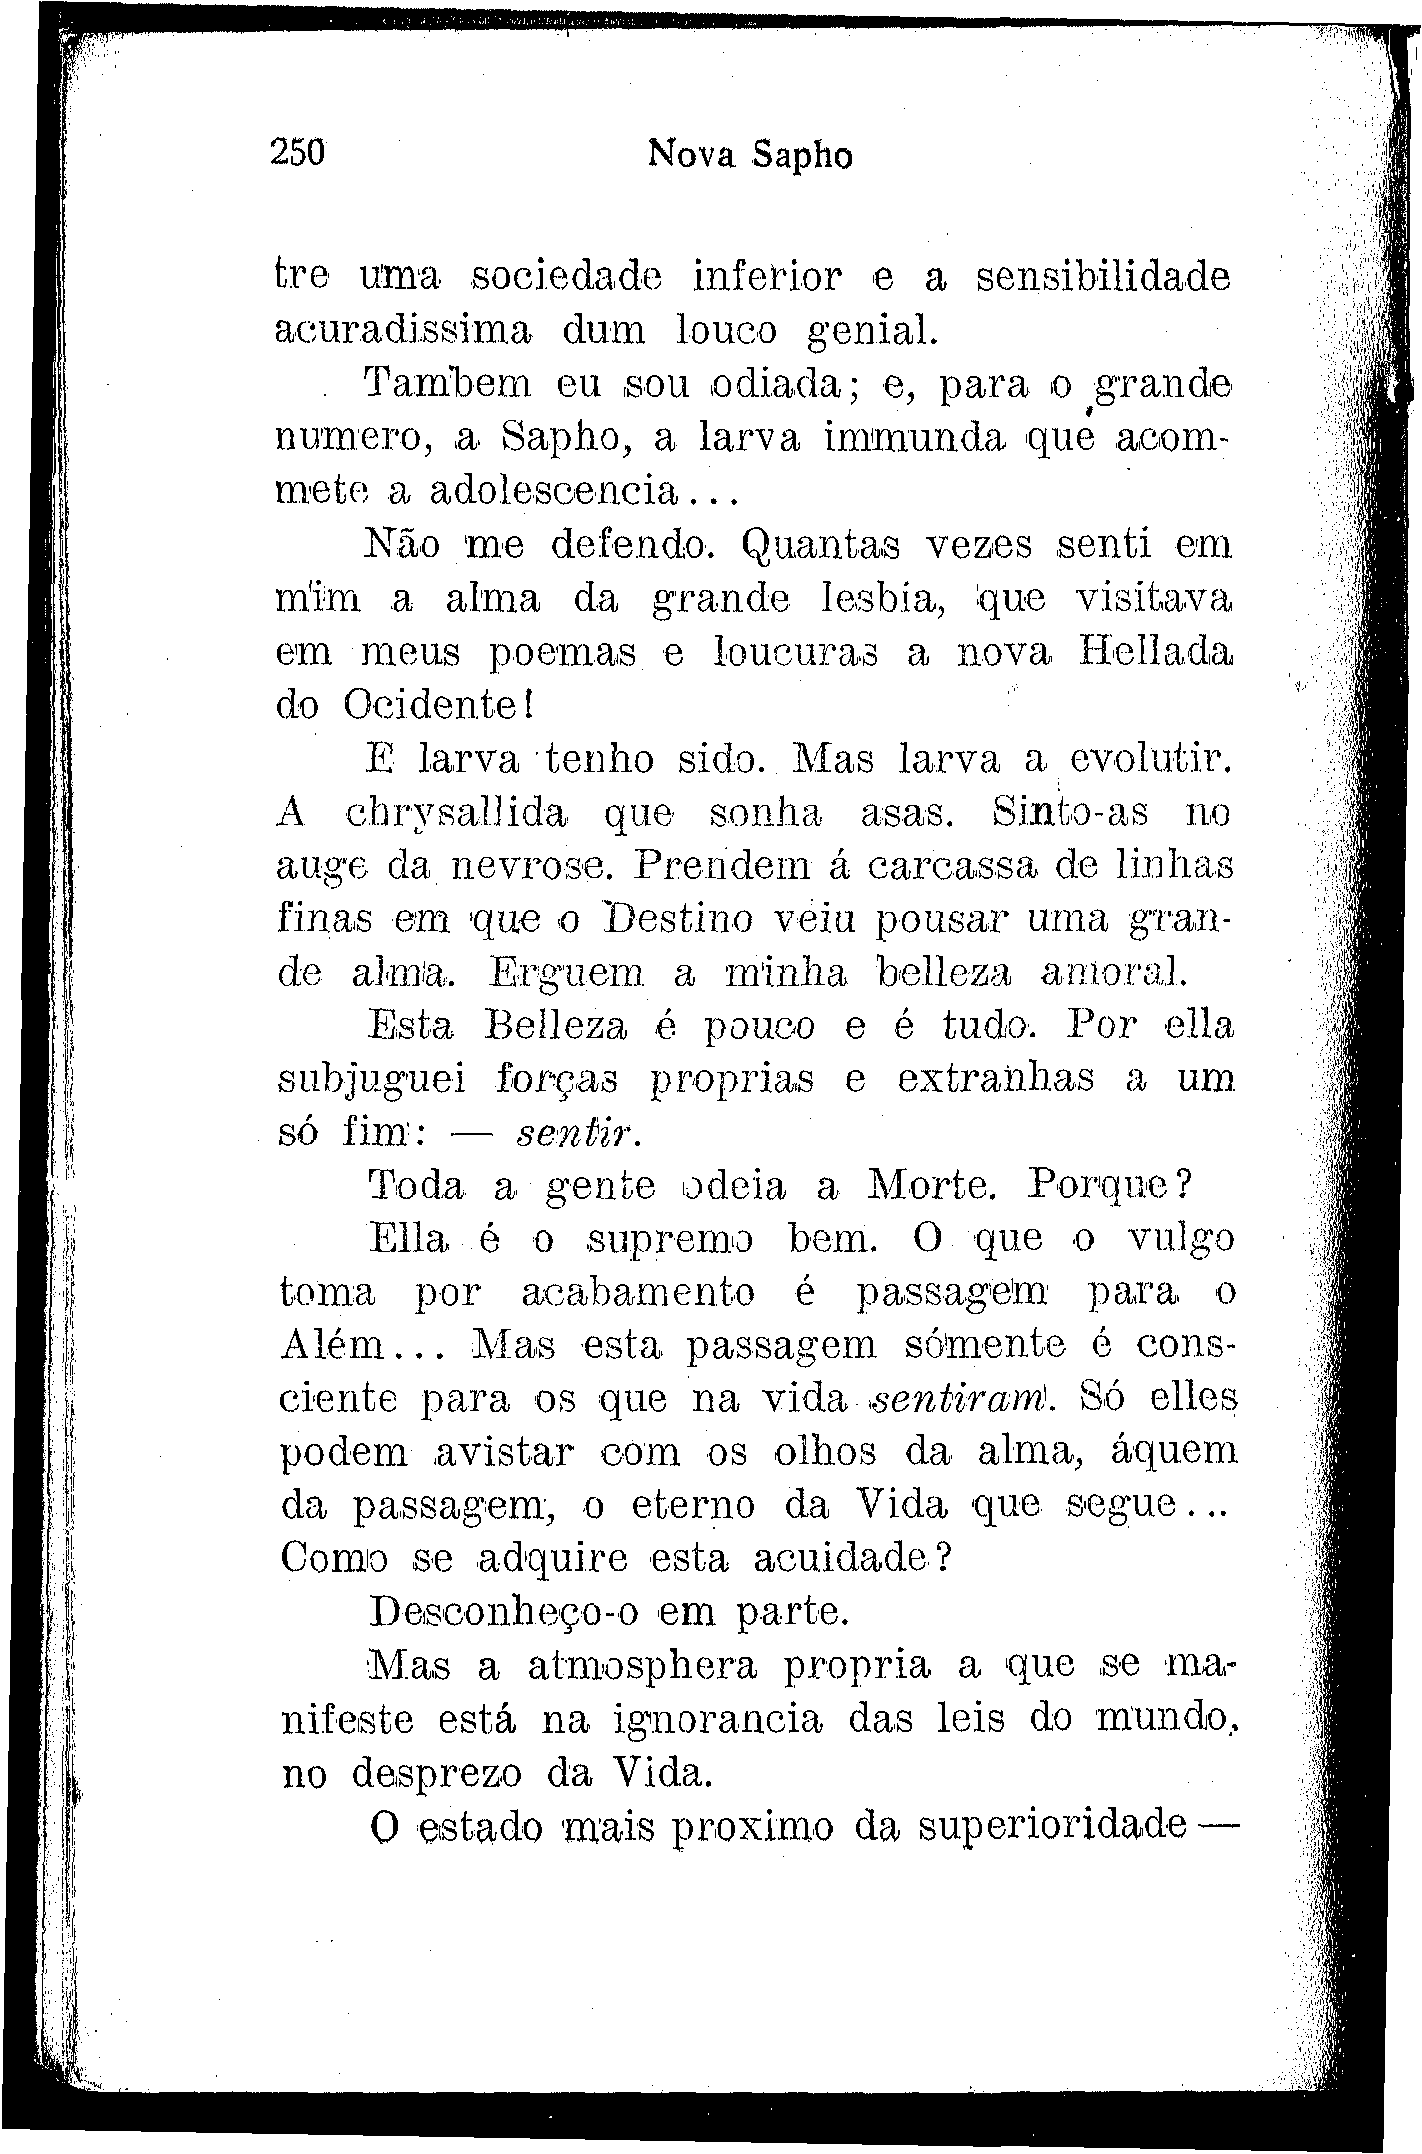 250 Nova Sapho
tre uma sociedade inferior e a sensibilidade
acuradissima dum louco genial.
Tambem eu sou odiada; e, para o grande
numero, a Sapho, a larva immunda que acom-
mete a adolescencia...
Não me defendo. Quantas vezes senti em
mim a alma da grande lesbia, que visitava
em meus poemas e loucuras a nova Hellada
do Ocidente!
E larva tenho sido. Mas larva a evolutir.
A chrysallida que sonha asas. Sinto-as no
auge da nevrose. Prendem á carcassa de linhas
finas em que o Destino veiu pousar uma gran-
de alma. Erguem a minha belleza amoral.
Esta Belleza é pouco e é tudo. Por ella
subjuguei forças proprias e extranhas a um
só fim: — sentir.
Toda a gente odeia a Morte. Porque?
Ella é o supremo bem. O que o vulgo
toma por acabamento é passagem para o
Além... Mas esta passagem sómente é cons-
ciente para os que na vida sentiram. Só elles
podem avistar com os olhos da alma, áquem
da passagem, o eterno da Vida que segue...
Como se adquire esta acuidade?
Desconheço-o em parte.
Mas a atmosphera propria a que se ma-
nifeste está na ignorancia das leis do mundo,
no desprezo da Vida.
O estado mais proximo da superioridade —